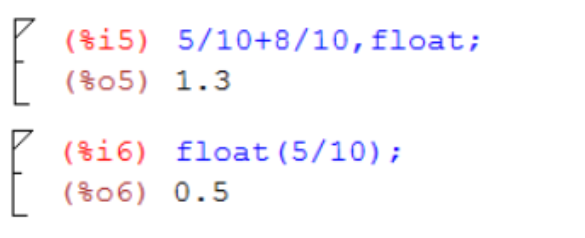 (%i5) 5/10+8/10,float;
(%o5) 1.3
(%i6) float(5/10);
(%o6) 0.5